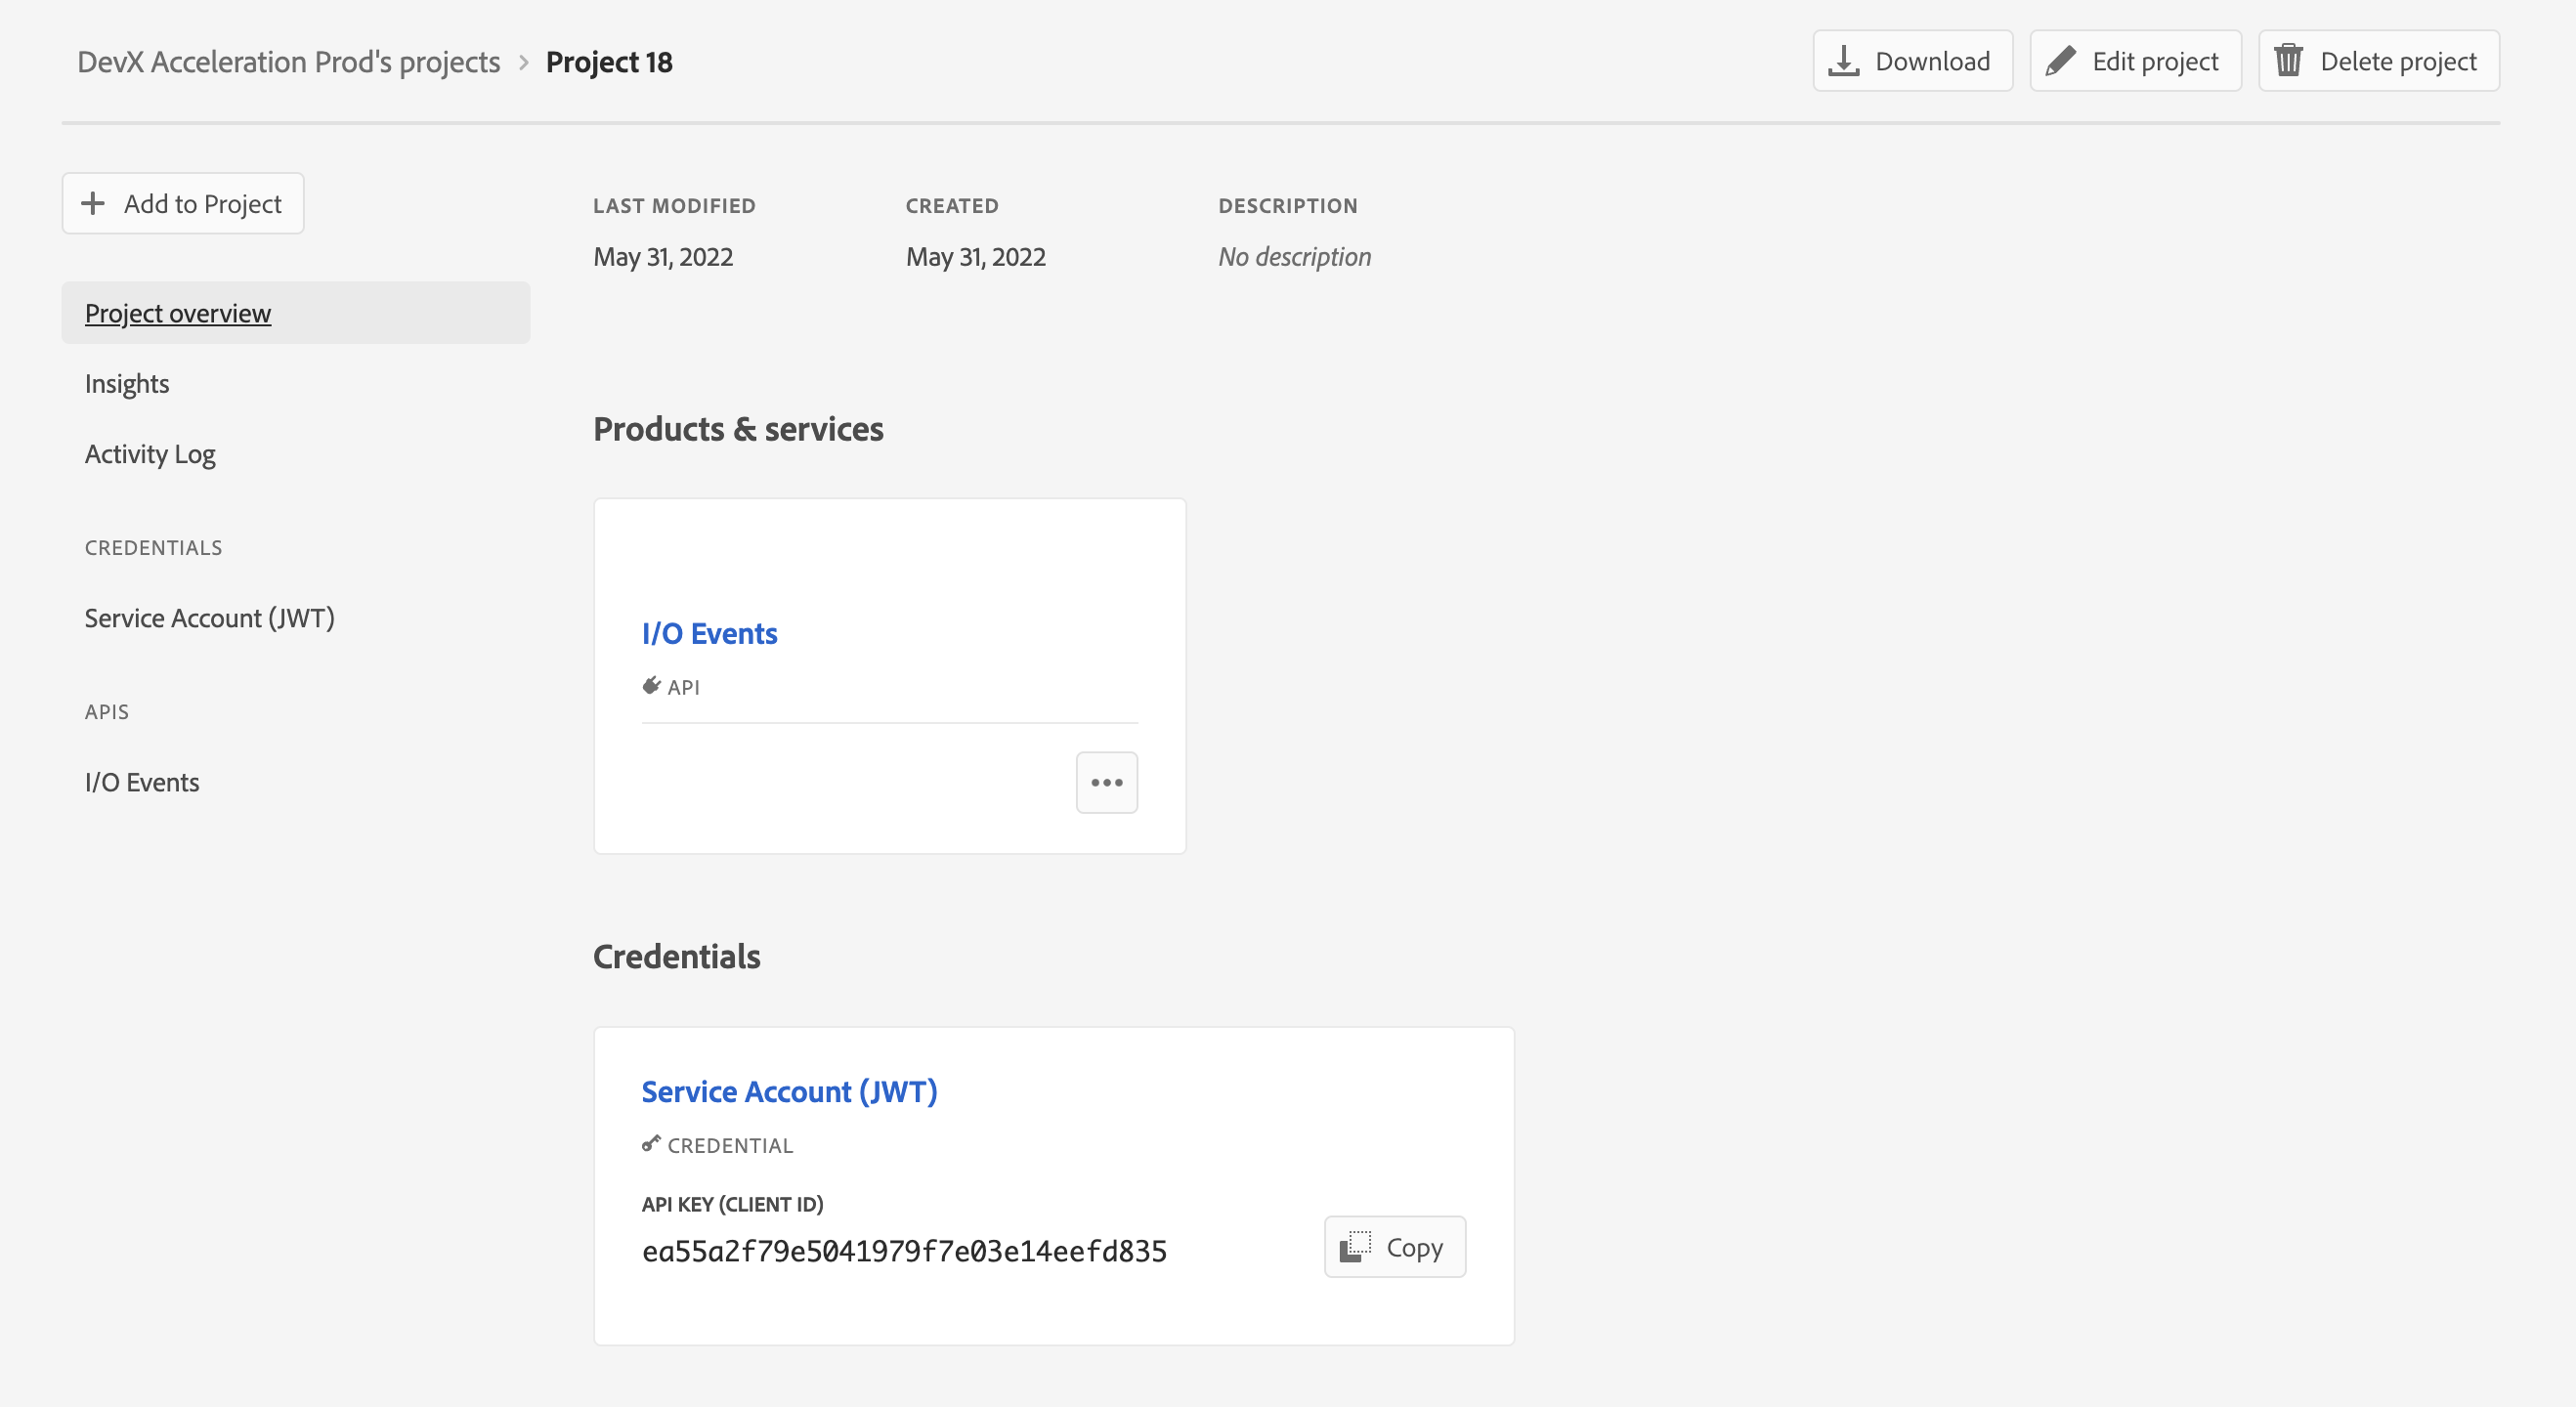 DevX Acceleration Prod's projects > Project 18
Download
Edit project
Delete project
Add to Project
Project overview
Insights
Activity Log
CREDENTIALS
Service Account (JWT)
APIS
I/O Events
LAST MODIFIED
May 31, 2022
CREATED
May 31, 2022
DESCRIPTION
No description
Products & services
I/O Events
API
Credentials
Service Account (JWT)
CREDENTIAL
API KEY (CLIENT ID)
ea55a2f79e5041979f7e03e14eefd835
Copy